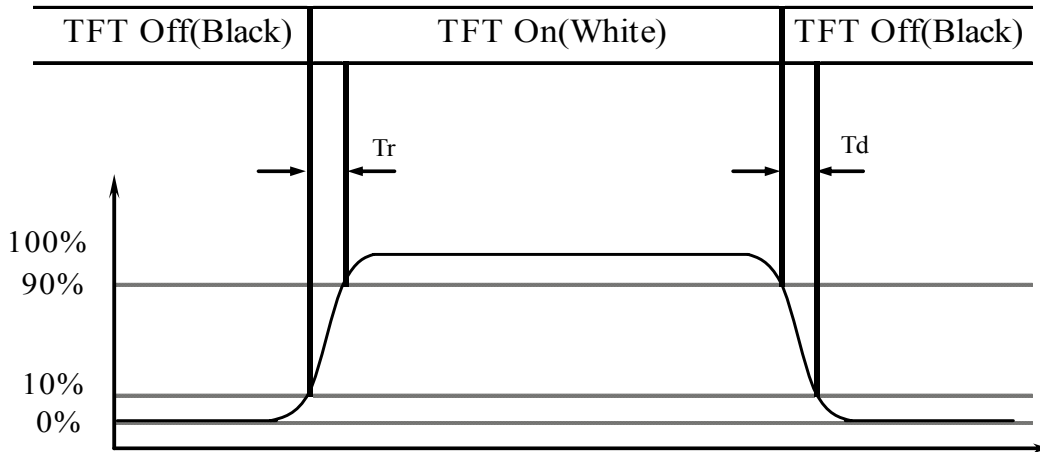 TFT Off(Black) TFT On(White) TFT Off(Black)
Tr Td
100%
90%
10%
0%